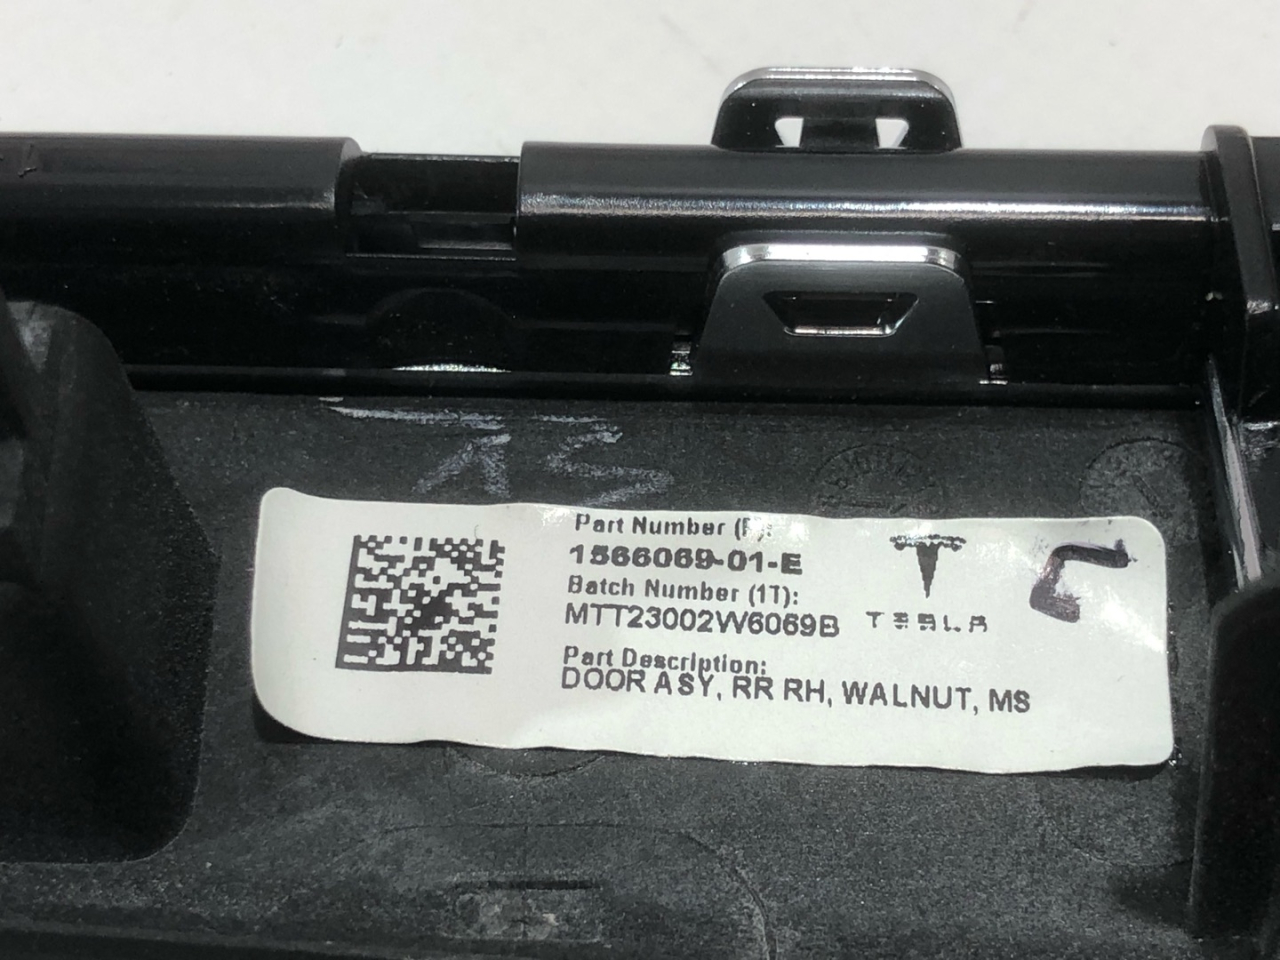 Part Number (P):
1566069-01-E
Batch Number (1T):
MTT23002W6069B
TESLA
Part Description:
DOOR ASY, RR RH, WALNUT, MS